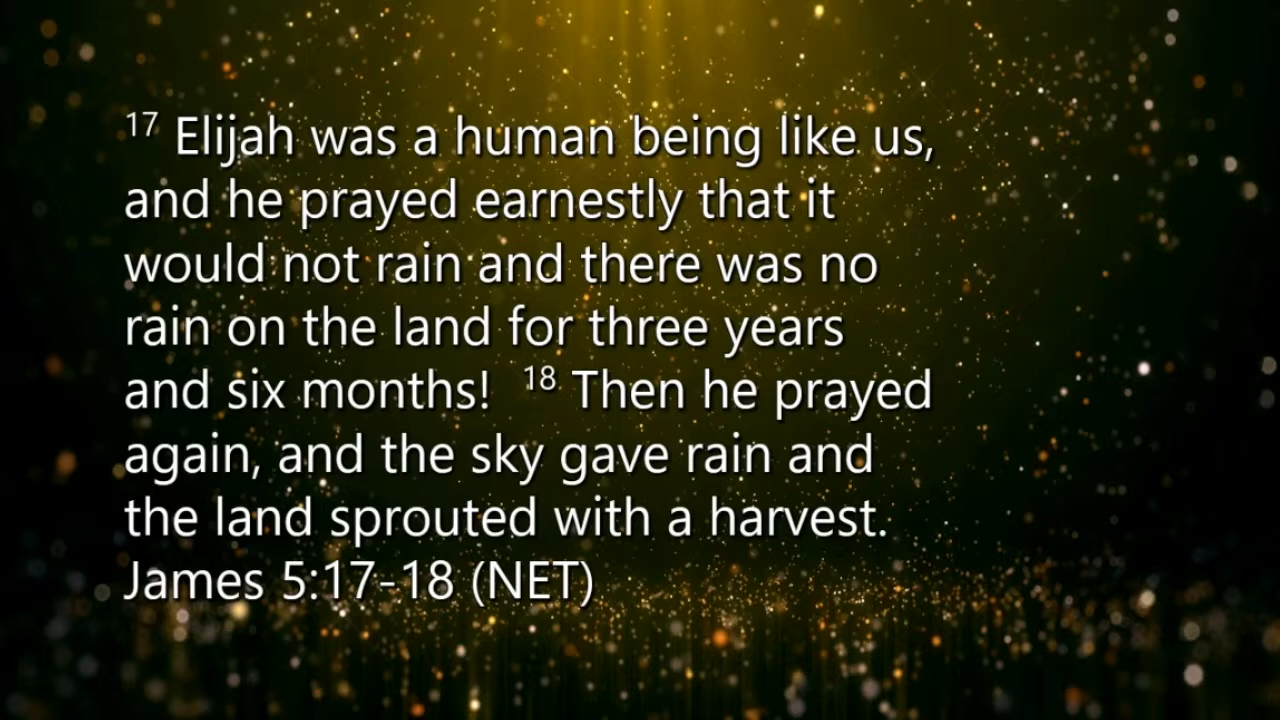 17 Elijah was a human being like us,
and he prayed earnestly that it
would not rain and there was no
rain on the land for three years
and six months! 18 Then he prayed
again, and the sky gave rain and
the land sprouted with a harvest.
James 5:17-18 (NET)